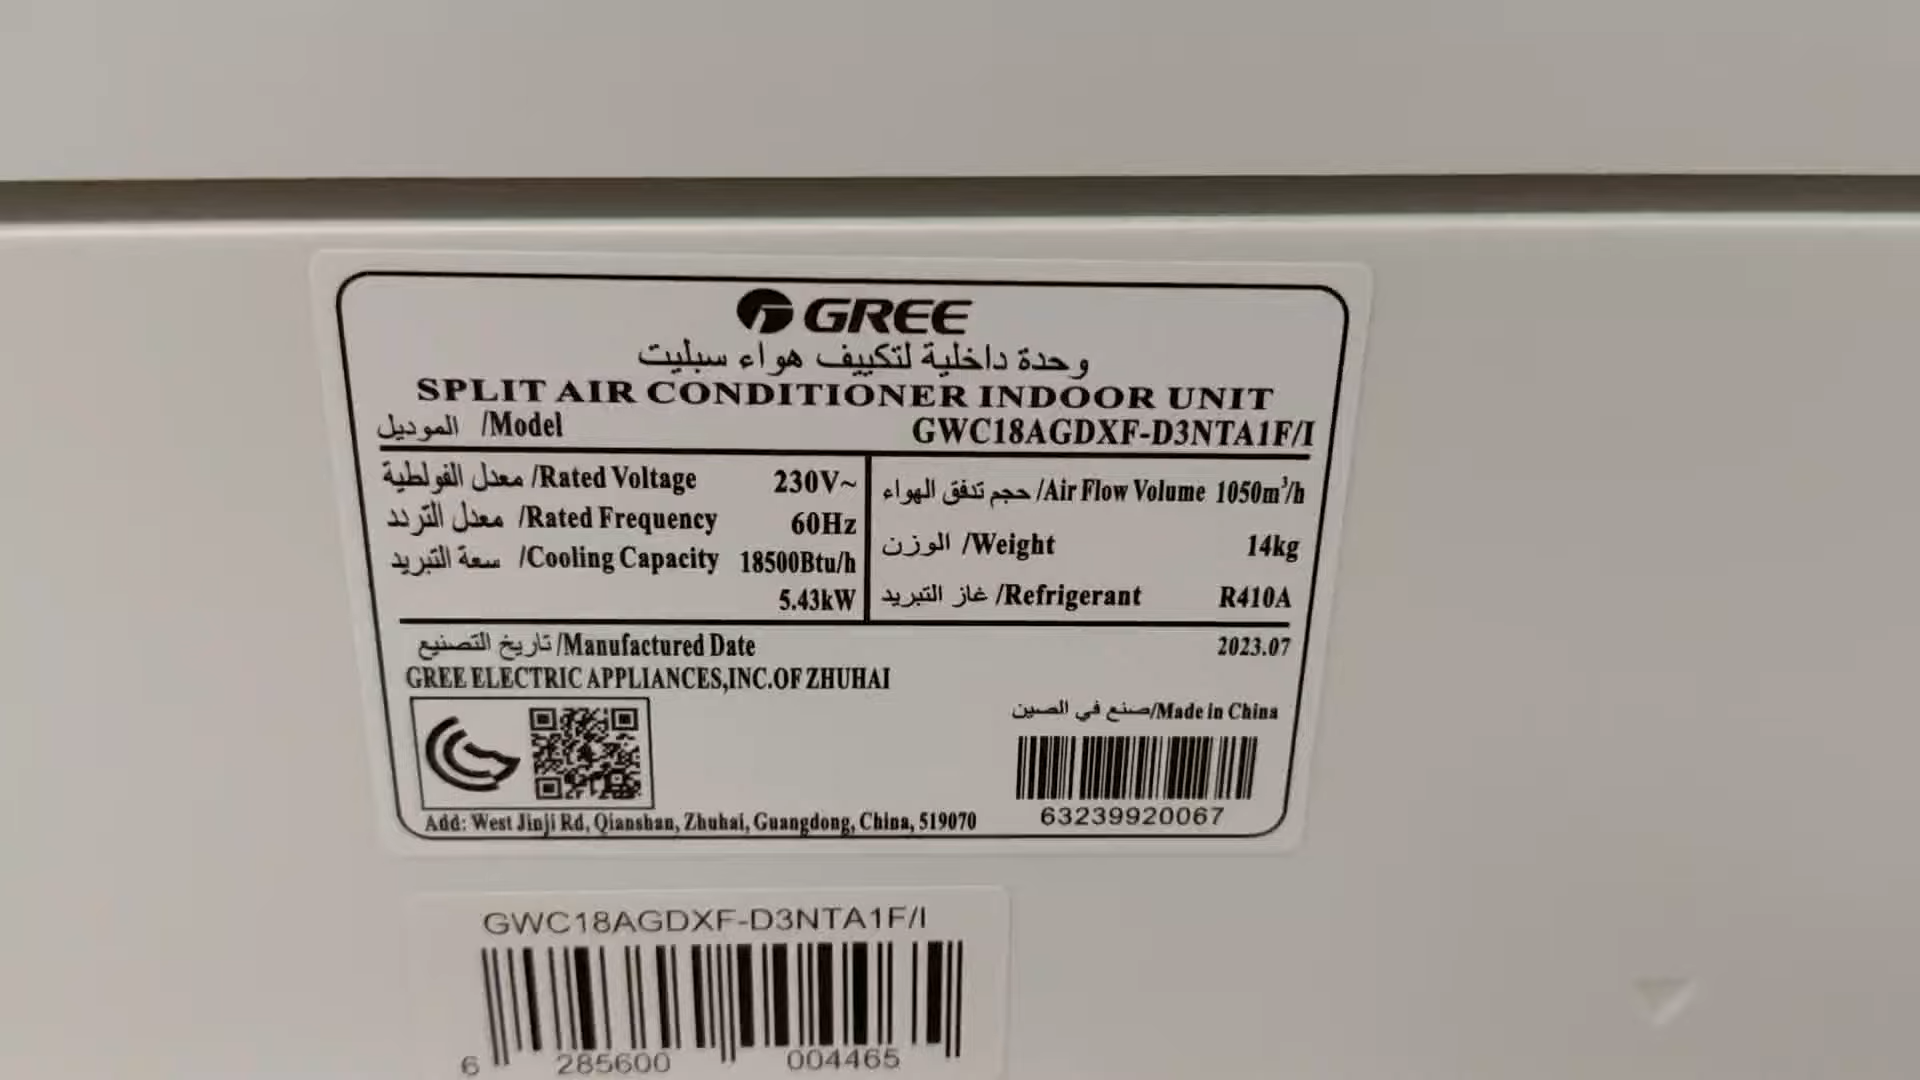 GREE
وحدة داخلية لتكييف هواء سبليت
SPLIT AIR CONDITIONER INDOOR UNIT
الموديل /Model GWC18AGDXF-D3NTA1F/I
معدل الفولطية /Rated Voltage 230V~
معدل التردد /Rated Frequency 60Hz
سعة التبريد /Cooling Capacity 18500Btu/h
5.43kW
حجم تدفق الهواء /Air Flow Volume 1050m³/h
الوزن /Weight 14kg
غاز التبريد /Refrigerant R410A
تاريخ التصنيع /Manufactured Date 2023.07
GREE ELECTRIC APPLIANCES,INC.OF ZHUHAI
صنع في الصين/Made in China
63239920067
Add: West Jinji Rd, Qianshan, Zhuhai, Guangdong, China, 519070
GWC18AGDXF-D3NTA1F/I
6 285600 004465